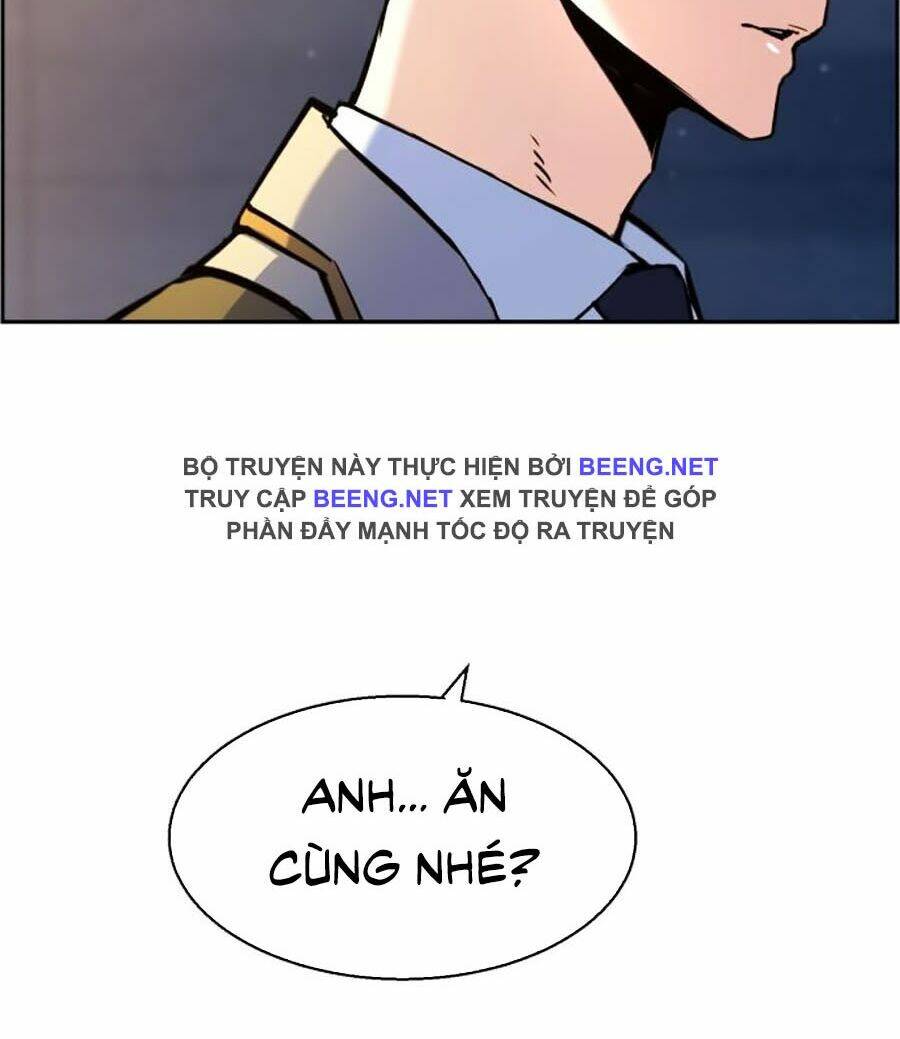 BỘ TRUYỆN NÀY THỰC HIỆN BỞI BEENG.NET
TRUY CẬP BEENG.NET XEM TRUYỆN ĐỂ GÓP
PHẦN ĐẨY MẠNH TỐC ĐỘ RA TRUYỆN
ANH... ĂN
CÙNG NHÉ?